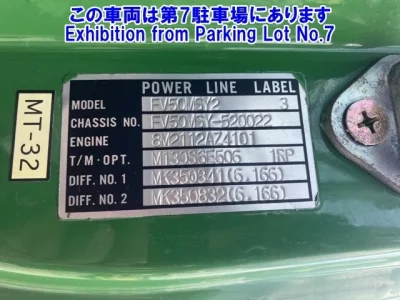 この車両は第7駐車場にあります
Exhibition from Parking Lot No.7
POWER LINE LABEL
MODEL FV50MSY2 3
CHASSIS NO. FV50MSY-520022
ENGINE 8M2112AZ4101
T/M·OPT. M130S6E506 1RP
DIFF. NO. 1 MK350341(6.166)
DIFF. NO. 2 MK350832(6.166)
MT-32